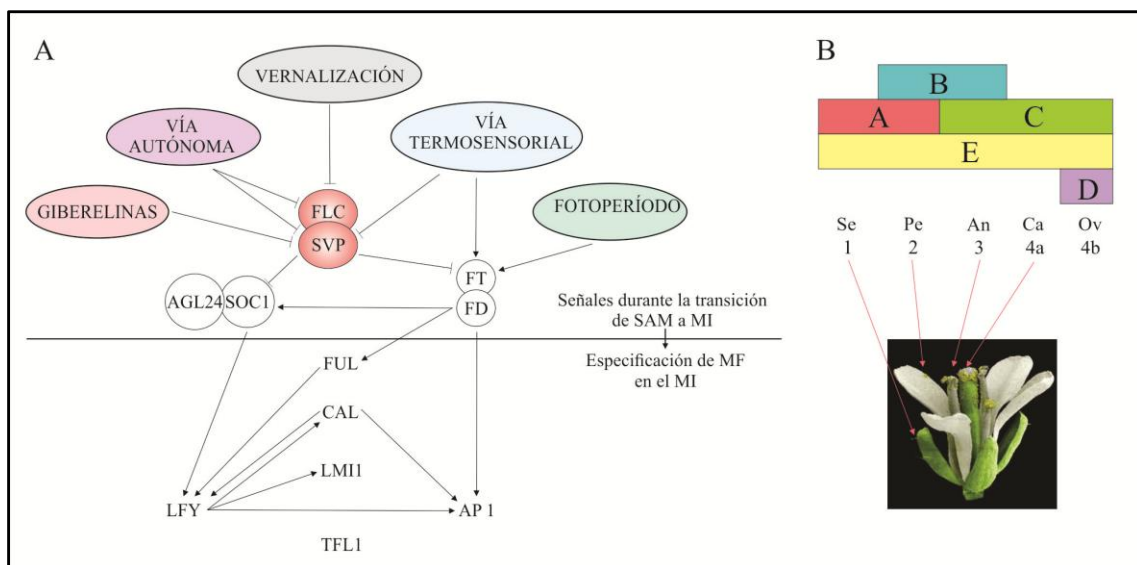 A
VERNALIZACIÓN
VÍA
AUTÓNOMA
VÍA
TERMOSENSORIAL
GIBERELINAS
FLC
SVP
FOTOPERÍODO
AGL24
SOC1
FT
FD
Señales durante la transición
de SAM a MI
Especificación de MF
en el MI
FUL
CAL
LMI1
LFY
AP 1
TFL1
B
B
A
C
E
D
Se
1
Pe
2
An
3
Ca
4a
Ov
4b